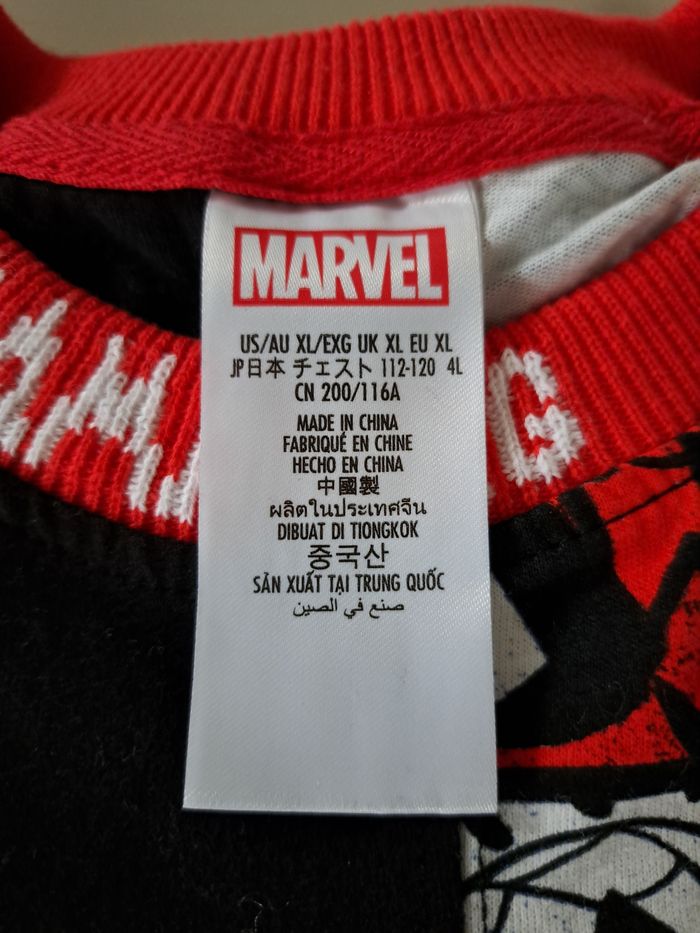 MARVEL
US/AU XL/EXG UK XL EU XL
JP日本 チェスト 112-120 4L
CN 200/116A
MADE IN CHINA
FABRIQUÉ EN CHINE
HECHO EN CHINA
中國製
ผลิตในประเทศจีน
DIBUAT DI TIONGKOK
중국산
SẢN XUẤT TẠI TRUNG QUỐC
صنع في الصين